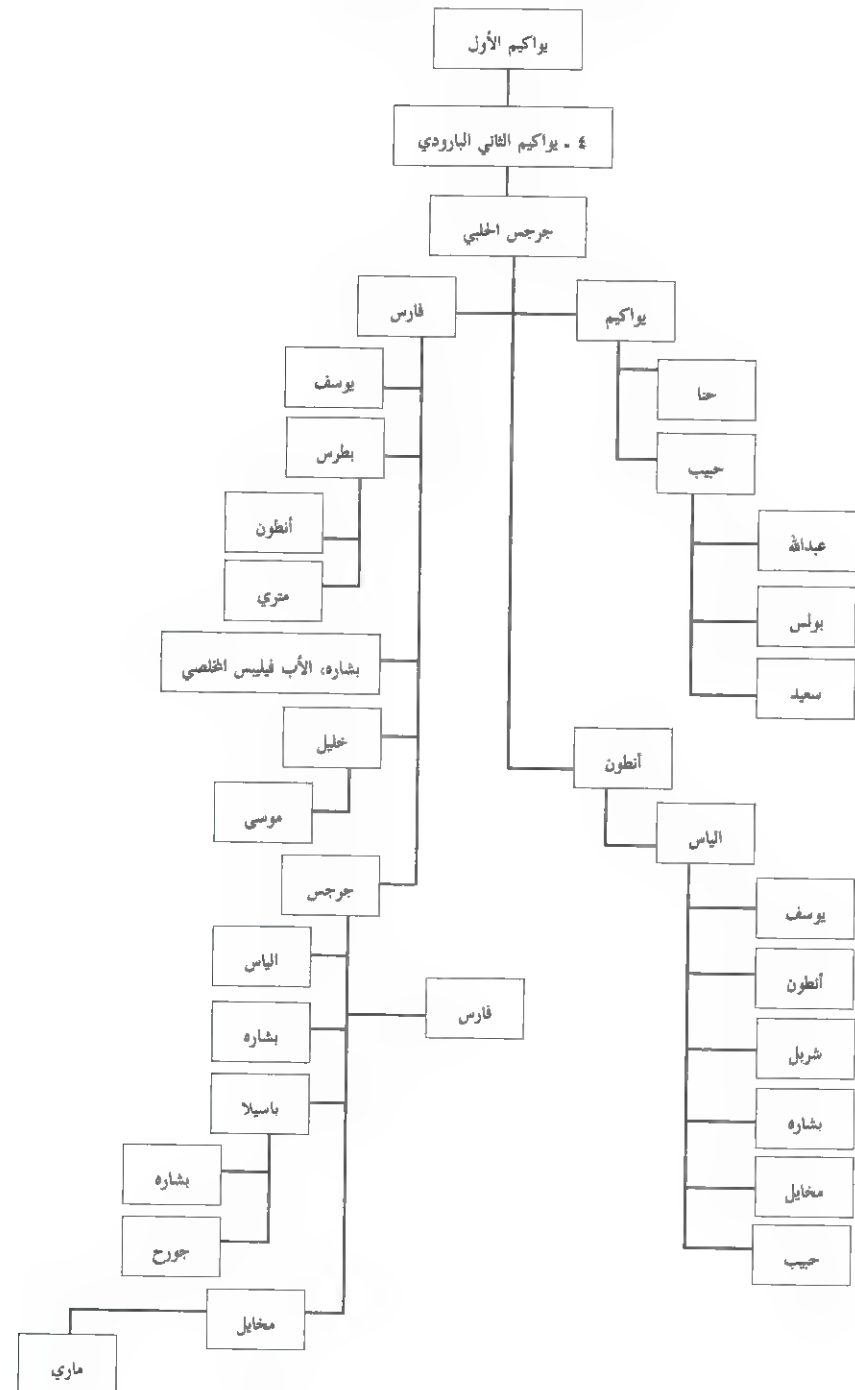 يواكيم الأول
٤ - يواكيم الثاني البارودي
جرجس الحلبي
يواكيم
فارس
حنا
حبيب
عبدالله
بولس
سعيد
يوسف
بطرس
أنطون
متري
بشاره، الأب فيليبس المخلصي
خليل
موسى
جرجس
أنطون
الياس
يوسف
أنطون
شربل
بشاره
مخايل
حبيب
فارس
الياس
بشاره
باسيلا
بشاره
جورج
مخايل
ماري